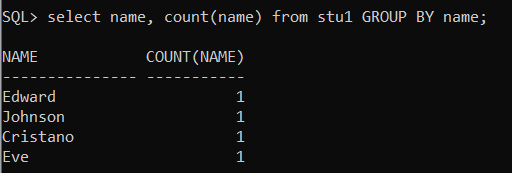 SQL> select name, count(name) from stu1 GROUP BY name;
NAME COUNT(NAME)
--------------- -----------
Edward 1
Johnson 1
Cristano 1
Eve 1